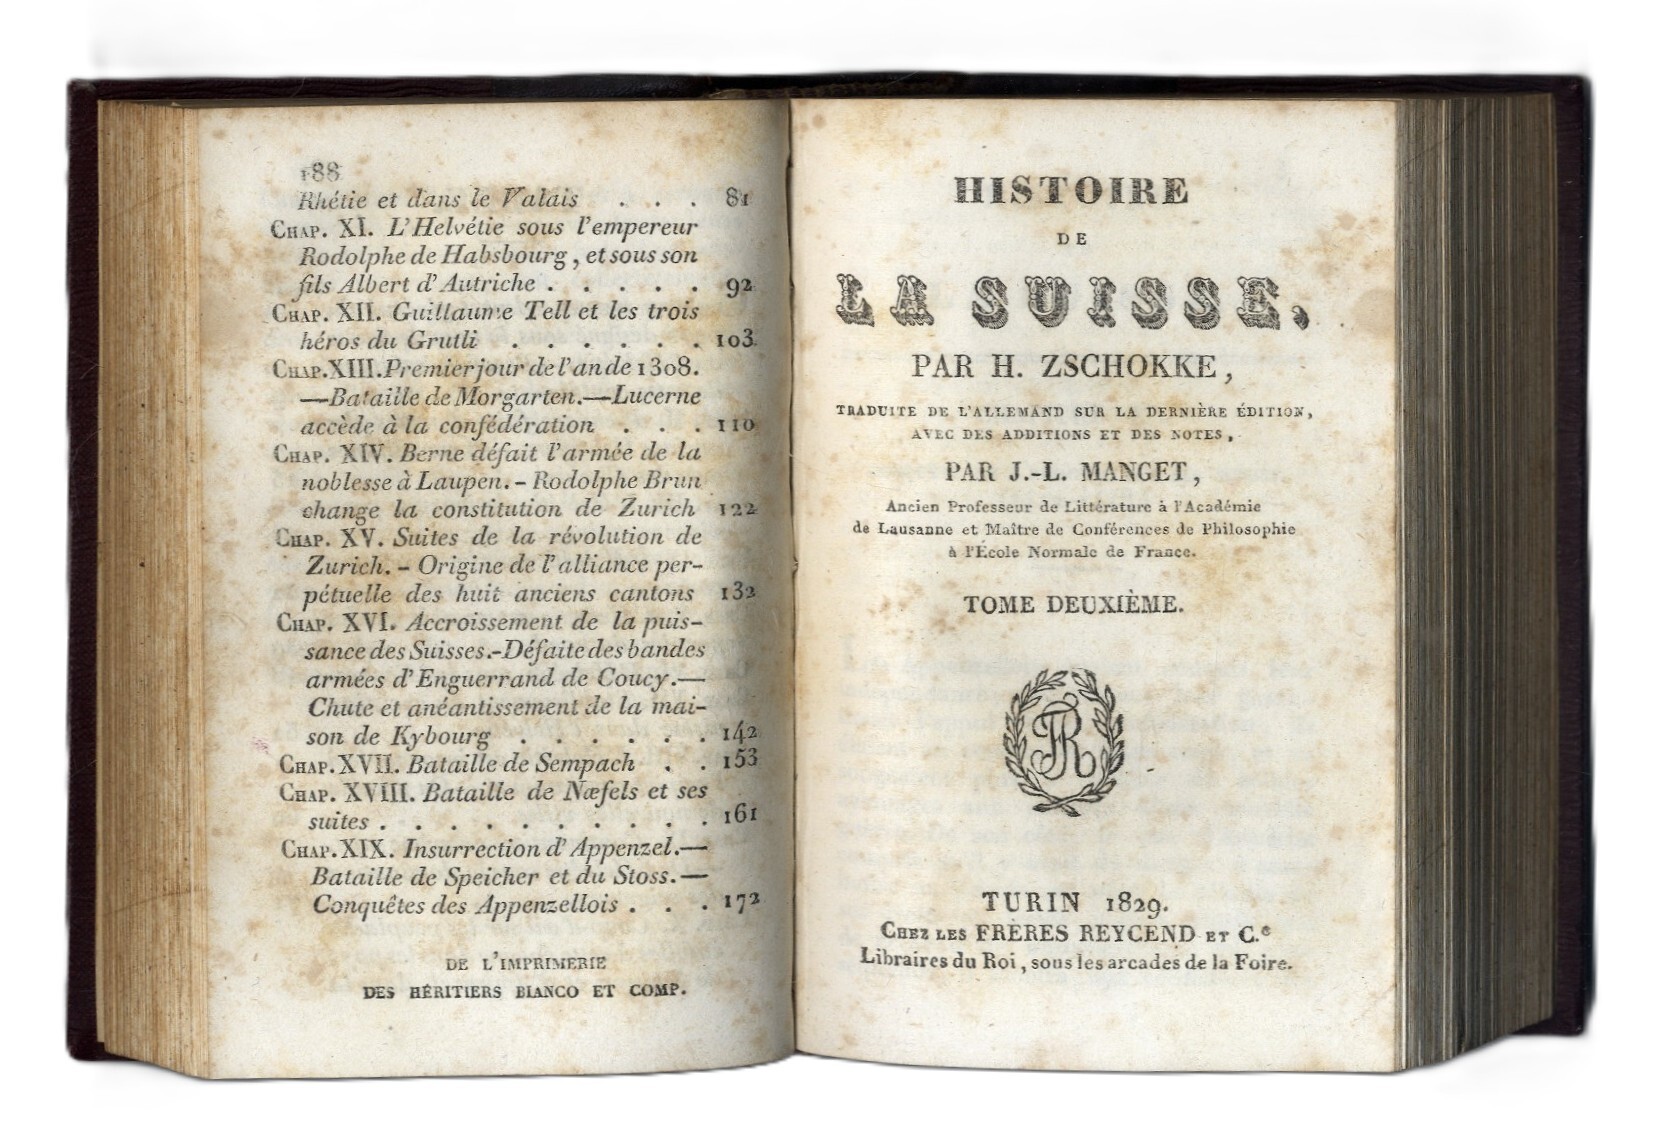 188
Rhétie et dans le Valais . . . 81
Chap. XI. L'Helvétie sous l'empereur
Rodolphe de Habsbourg, et sous son
fils Albert d'Autriche . . . . . 92
Chap. XII. Guillaume Tell et les trois
héros du Grutli . . . . . . 103
Chap. XIII. Premier jour de l'an de 1308.
—Bataille de Morgarten.—Lucerne
accède à la confédération . . . 110
Chap. XIV. Berne défait l'armée de la
noblesse à Laupen. - Rodolphe Brun
change la constitution de Zurich 122
Chap. XV. Suites de la révolution de
Zurich. - Origine de l'alliance per-
pétuelle des huit anciens cantons 132
Chap. XVI. Accroissement de la puis-
sance des Suisses.-Défaite des bandes
armées d'Enguerrand de Coucy.—
Chute et anéantissement de la mai-
son de Kybourg . . . . . . 142
Chap. XVII. Bataille de Sempach . . 153
Chap. XVIII. Bataille de Næfels et ses
suites . . . . . . . . . . 161
Chap. XIX. Insurrection d'Appenzel.—
Bataille de Speicher et du Stoss.—
Conquêtes des Appenzellois . . . 172
DE L'IMPRIMERIE
DES HÉRITIERS BIANCO ET COMP.
HISTOIRE
DE
LA SUISSE,
PAR H. ZSCHOKKE,
TRADUITE DE L'ALLEMAND SUR LA DERNIÈRE ÉDITION,
AVEC DES ADDITIONS ET DES NOTES,
PAR J.-L. MANGET,
Ancien Professeur de Littérature à l'Académie
de Lausanne et Maître de Conférences de Philosophie
à l'École Normale de France.
TOME DEUXIÈME.
TURIN 1829.
Chez les FRÈRES REYCEND et C.e
Libraires du Roi, sous les arcades de la Foire.